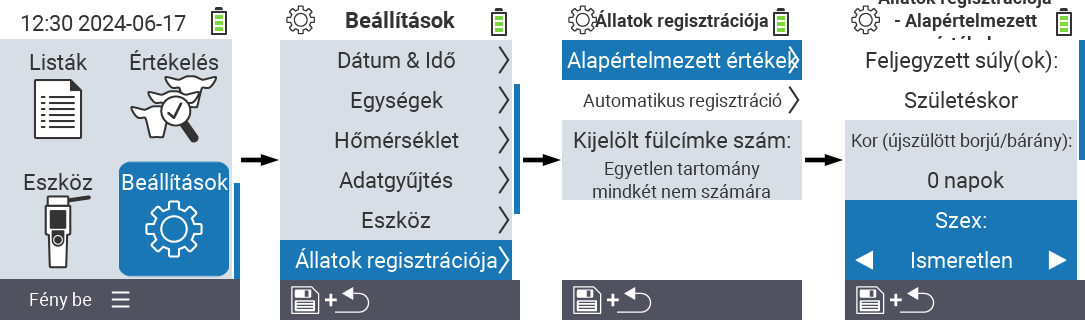 12:30 2024-06-17
Listák
Értékelés
Eszköz
Beállítások
Fény be
Beállítások
Dátum & Idő
Egységek
Hőmérséklet
Adatgyűjtés
Eszköz
Állatok regisztrációja
+
Állatok regisztrációja
Alapértelmezett értékek
Automatikus regisztráció
Kijelölt fülcímke szám:
Egyetlen tartomány
mindkét nem számára
+
Állatok regisztrációja
- Alapértelmezett
Feljegyzett súly(ok):
Születéskor
Kor (újszülött borjú/bárány):
0 napok
Szex:
Ismeretlen
+